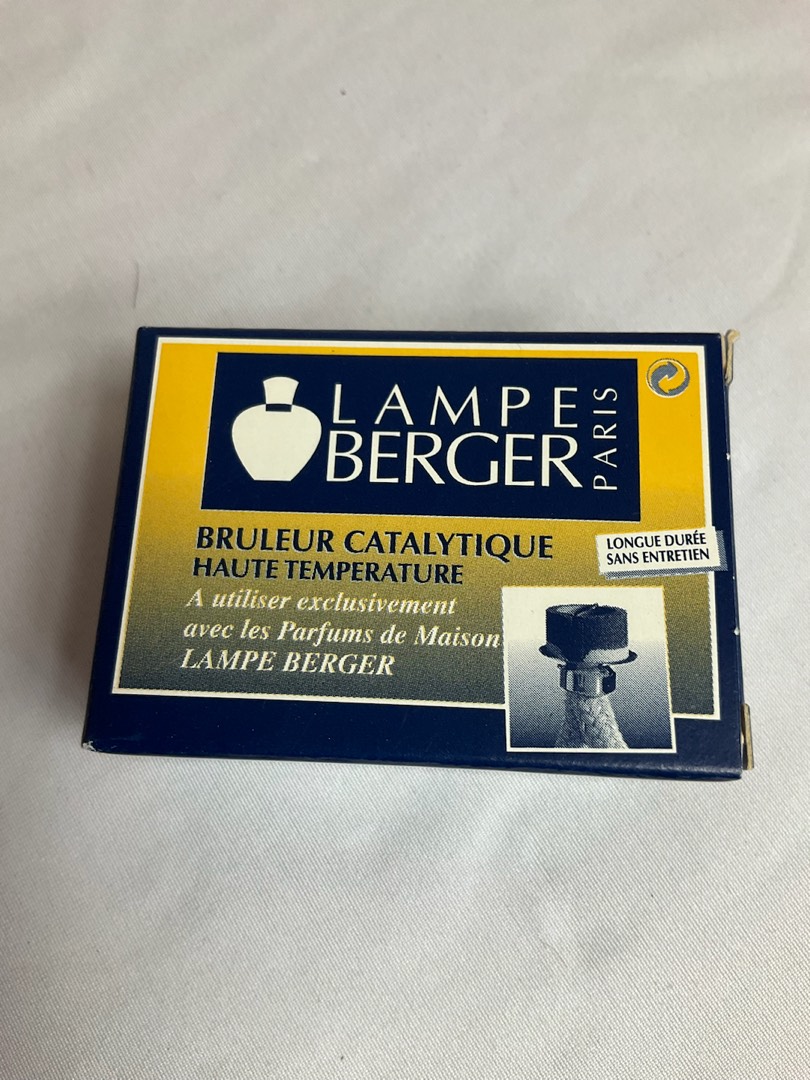 LAMPE
BERGER
PARIS
BRULEUR CATALYTIQUE
HAUTE TEMPERATURE
LONGUE DURÉE
SANS ENTRETIEN
A utiliser exclusivement
avec les Parfums de Maison
LAMPE BERGER